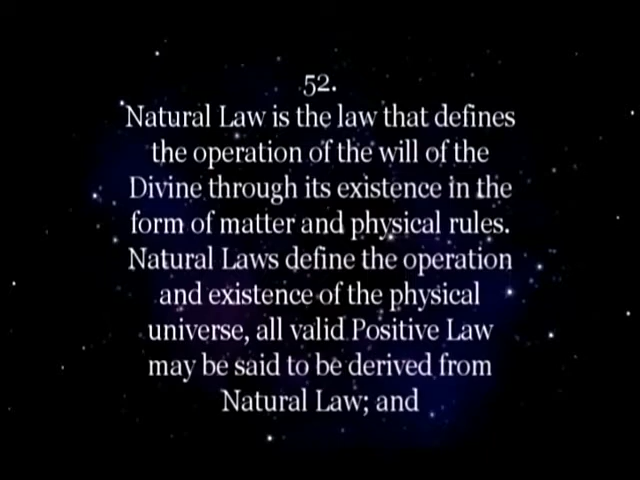 52.
Natural Law is the law that defines
the operation of the will of the
Divine through its existence in the
form of matter and physical rules.
Natural Laws define the operation
and existence of the physical
universe, all valid Positive Law
may be said to be derived from
Natural Law; and